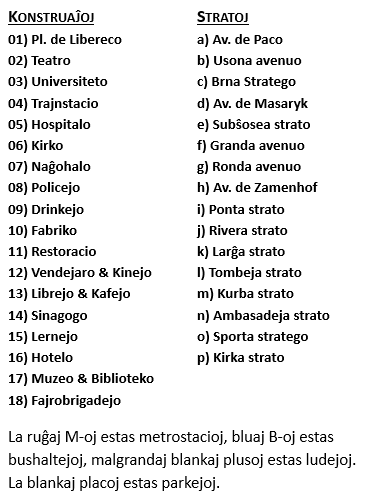 KONSTRUAĴOJ
01) Pl. de Libereco
02) Teatro
03) Universiteto
04) Trajnstacio
05) Hospitalo
06) Kirko
07) Naĝohalo
08) Policejo
09) Drinkejo
10) Fabriko
11) Restoracio
12) Vendejaro & Kinejo
13) Librejo & Kafejo
14) Sinagogo
15) Lernejo
16) Hotelo
17) Muzeo & Biblioteko
18) Fajrobrigadejo
STRATOJ
a) Av. de Paco
b) Usona avenuo
c) Brna Stratego
d) Av. de Masaryk
e) Subŝosea strato
f) Granda avenuo
g) Ronda avenuo
h) Av. de Zamenhof
i) Ponta strato
j) Rivera strato
k) Larĝa strato
l) Tombeja strato
m) Kurba strato
n) Ambasadeja strato
o) Sporta stratego
p) Kirka strato
La ruĝaj M-oj estas metrostacioj, bluaj B-oj estas
bushaltejoj, malgrandaj blankaj plusoj estas ludejoj.
La blankaj placoj estas parkejoj.